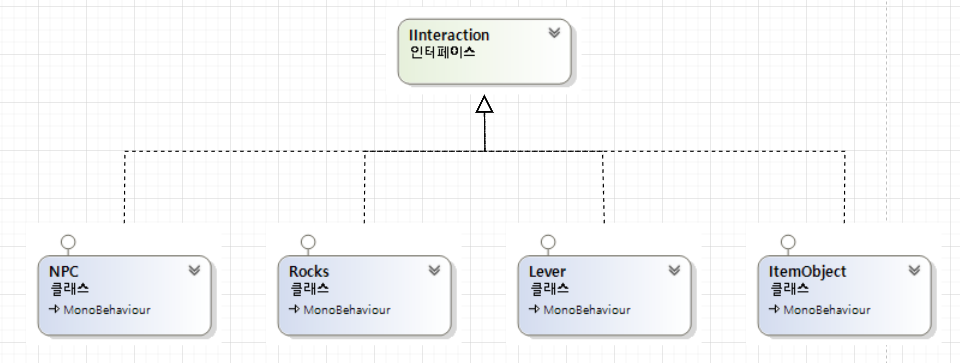 IInteraction
인터페이스
NPC
클래스
MonoBehaviour
Rocks
클래스
MonoBehaviour
Lever
클래스
MonoBehaviour
ItemObject
클래스
MonoBehaviour